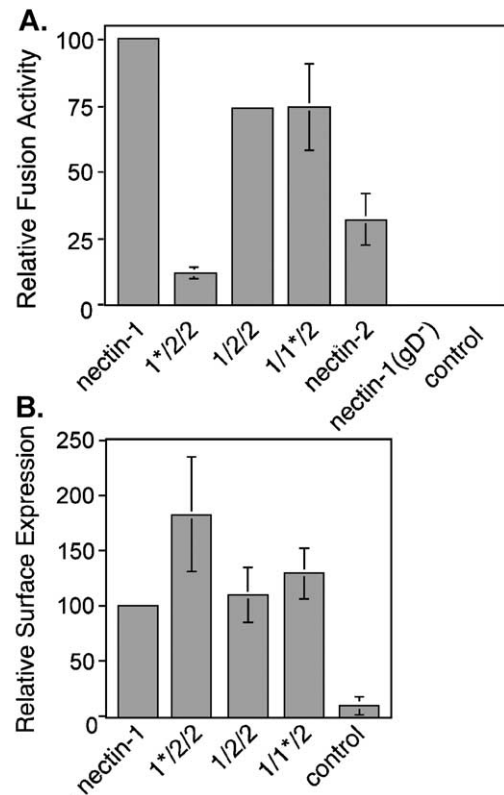 A.
Relative Fusion Activity
100
75
50
25
0
nectin-1
1*/2/2
1/2/2
1/1*/2
nectin-2
nectin-1(gD-)
control
B.
Relative Surface Expression
250
200
150
100
50
0
nectin-1
1*/2/2
1/2/2
1/1*/2
control